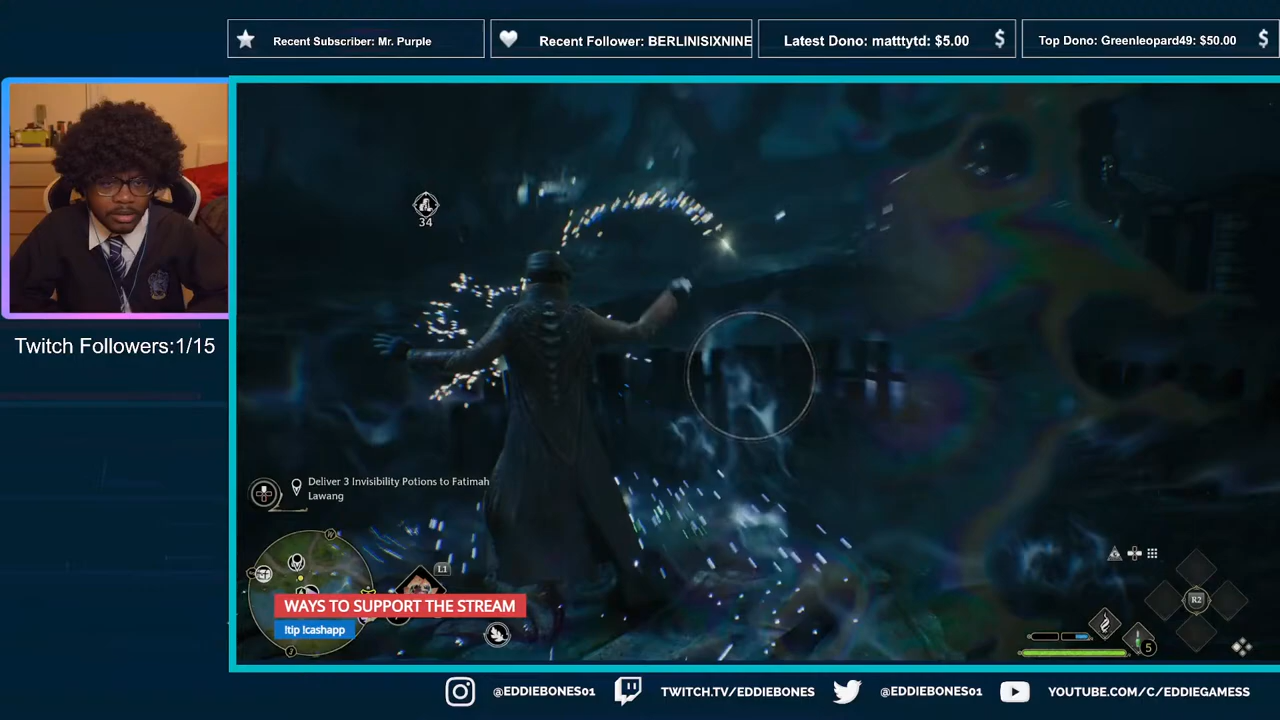 Recent Subscriber: Mr. Purple
Recent Follower: BERLINISIXNINE
Latest Dono: matttytd: $5.00
$
Top Dono: Greenleopard49: $50.00
$
Twitch Followers:1/15
34
Deliver 3 Invisibility Potions to Fatimah
Lawang
L1
WAYS TO SUPPORT THE STREAM
!tip !cashapp
R2
5
@EDDIEBONES01
TWITCH.TV/EDDIEBONES
@EDDIEBONES01
YOUTUBE.COM/C/EDDIEGAMESS